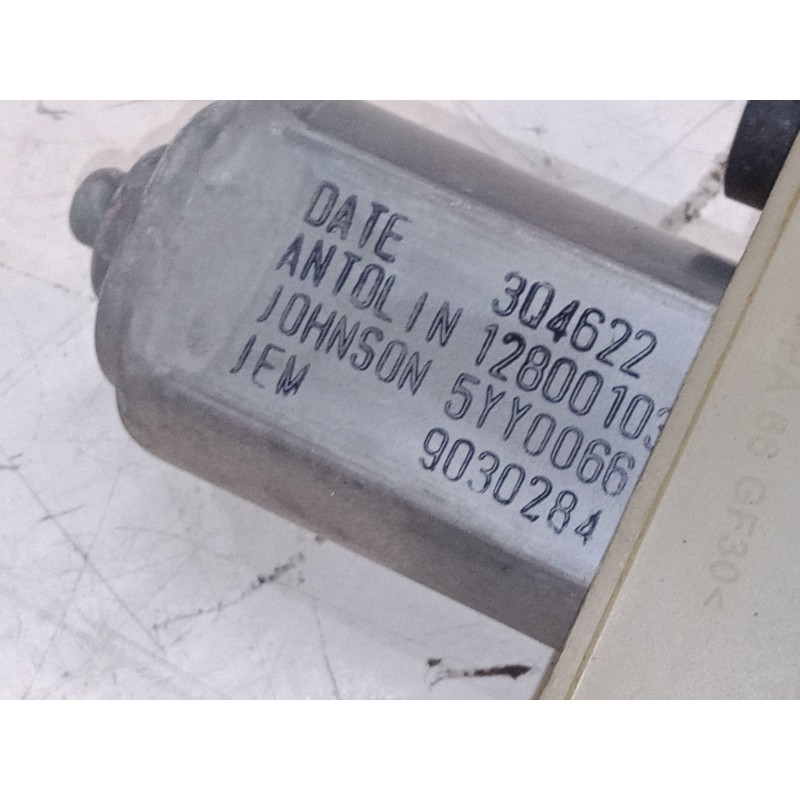 DATE 304622
ANTOLIN 12800103
JOHNSON 5YY0066
JEM 9030284
PA 66 GF30<